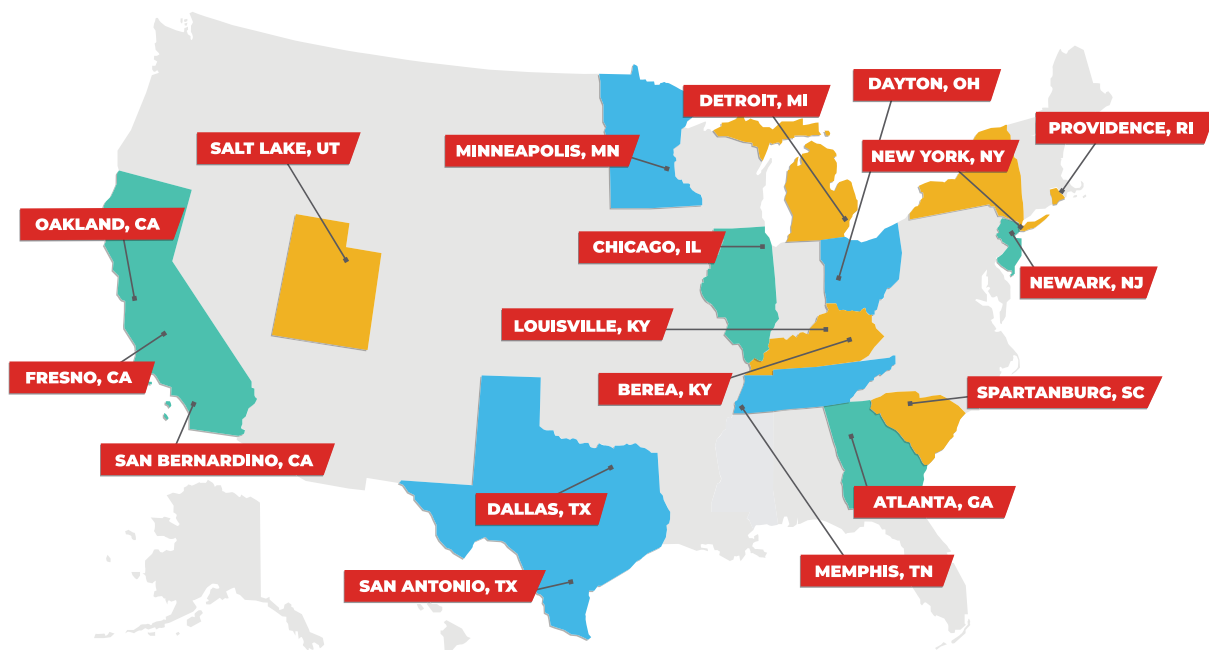 DAYTON, OH
DETROIT, MI
PROVIDENCE, RI
SALT LAKE, UT
MINNEAPOLIS, MN
NEW YORK, NY
OAKLAND, CA
CHICAGO, IL
NEWARK, NJ
LOUISVILLE, KY
FRESNO, CA
BEREA, KY
SPARTANBURG, SC
SAN BERNARDINO, CA
DALLAS, TX
ATLANTA, GA
SAN ANTONIO, TX
MEMPHIS, TN